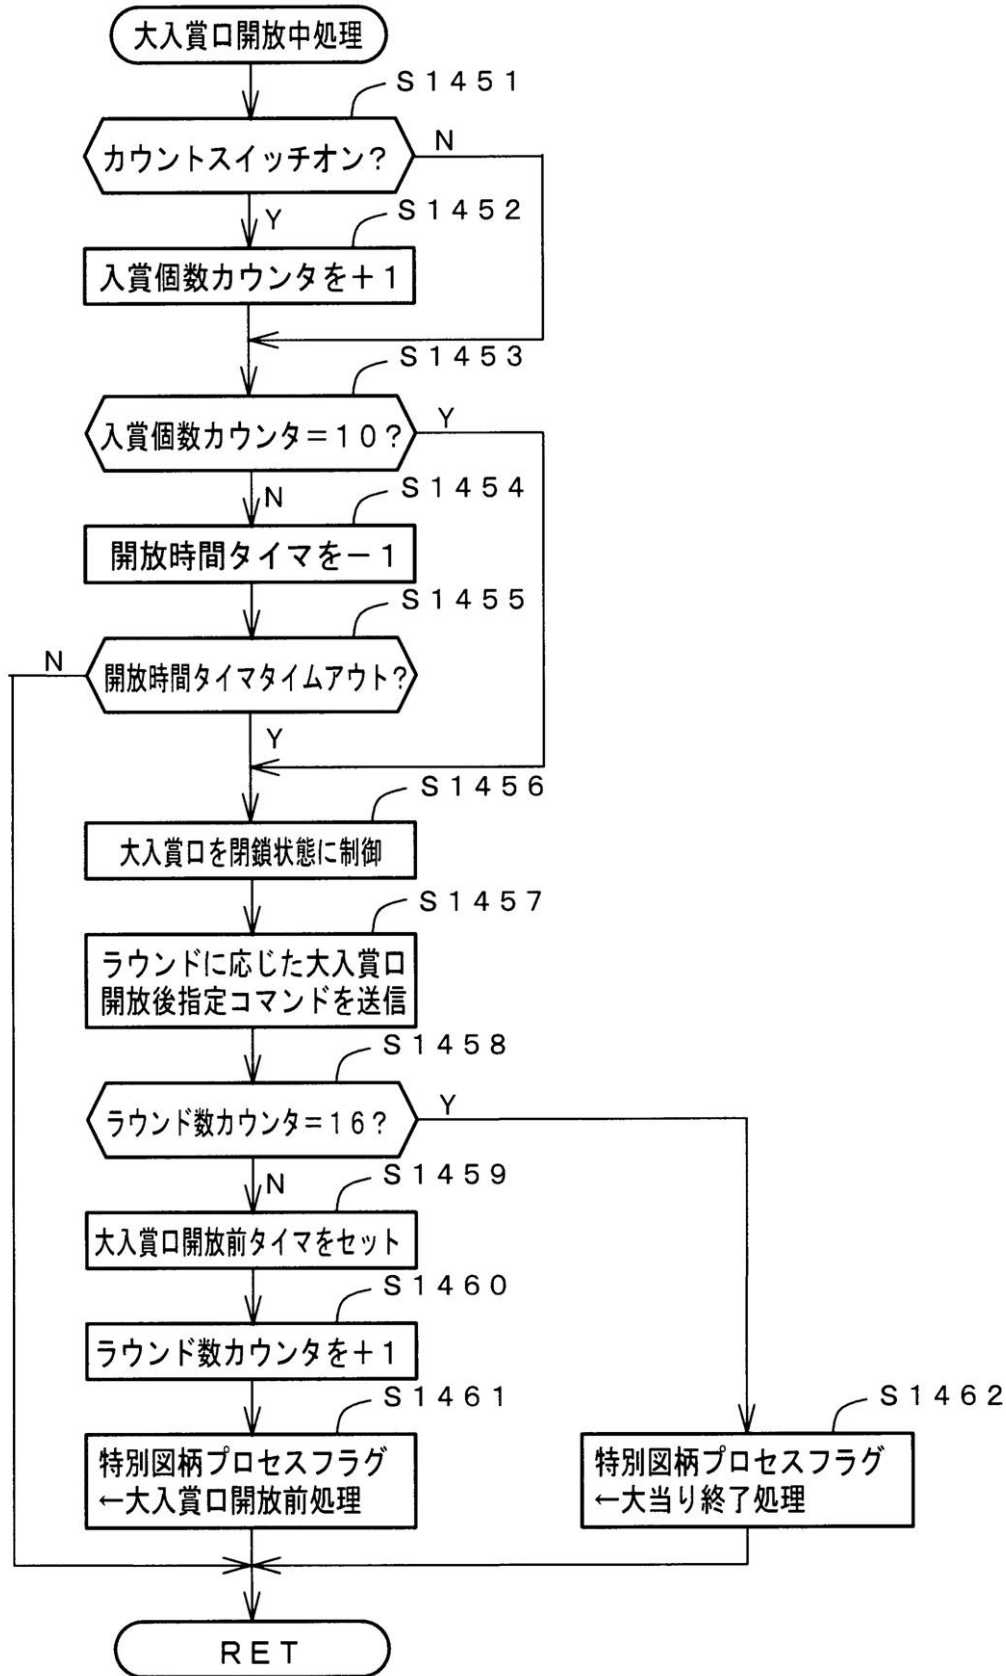 大入賞口開放中処理
S1451
カウントスイッチオン?
N
Y
S1452
入賞個数カウンタを+1
S1453
入賞個数カウンタ=10?
Y
N
S1454
開放時間タイマを-1
S1455
N
開放時間タイマタイムアウト?
Y
S1456
大入賞口を閉鎖状態に制御
S1457
ラウンドに応じた大入賞口
開放後指定コマンドを送信
S1458
ラウンド数カウンタ=16?
Y
N
S1459
大入賞口開放前タイマをセット
S1460
ラウンド数カウンタを+1
S1461
特別図柄プロセスフラグ
←大入賞口開放前処理
S1462
特別図柄プロセスフラグ
←大当り終了処理
RET